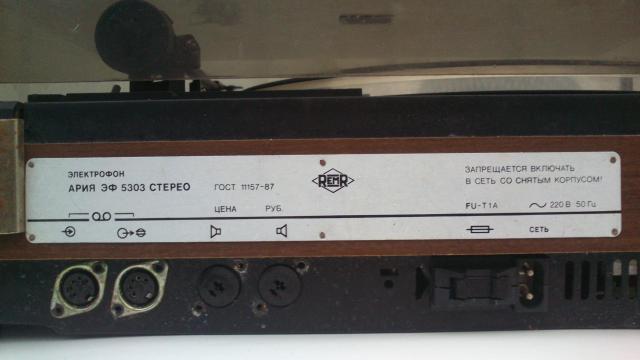 ЭЛЕКТРОФОН
АРИЯ ЭФ 5303 СТЕРЕО
ГОСТ 11157-87
ЦЕНА РУБ.
REMR
ЗАПРЕЩАЕТСЯ ВКЛЮЧАТЬ
В СЕТЬ СО СНЯТЫМ КОРПУСОМ!
FU-T1A ~ 220 В 50 Гц
СЕТЬ